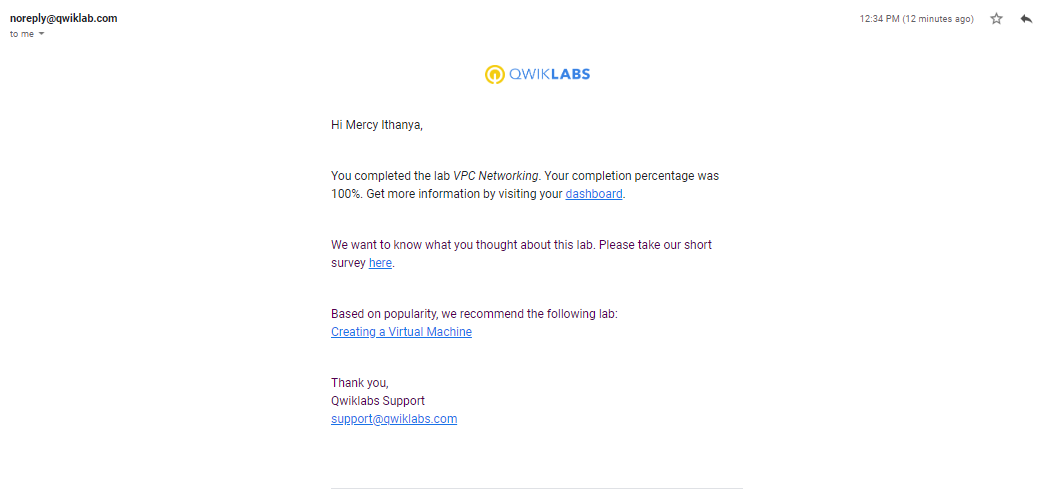 noreply@qwiklab.com
12:34 PM (12 minutes ago)
to me
QWIKLABS
Hi Mercy Ithanya,
You completed the lab VPC Networking. Your completion percentage was
100%. Get more information by visiting your dashboard.
We want to know what you thought about this lab. Please take our short
survey here.
Based on popularity, we recommend the following lab:
Creating a Virtual Machine
Thank you,
Qwiklabs Support
support@qwiklabs.com